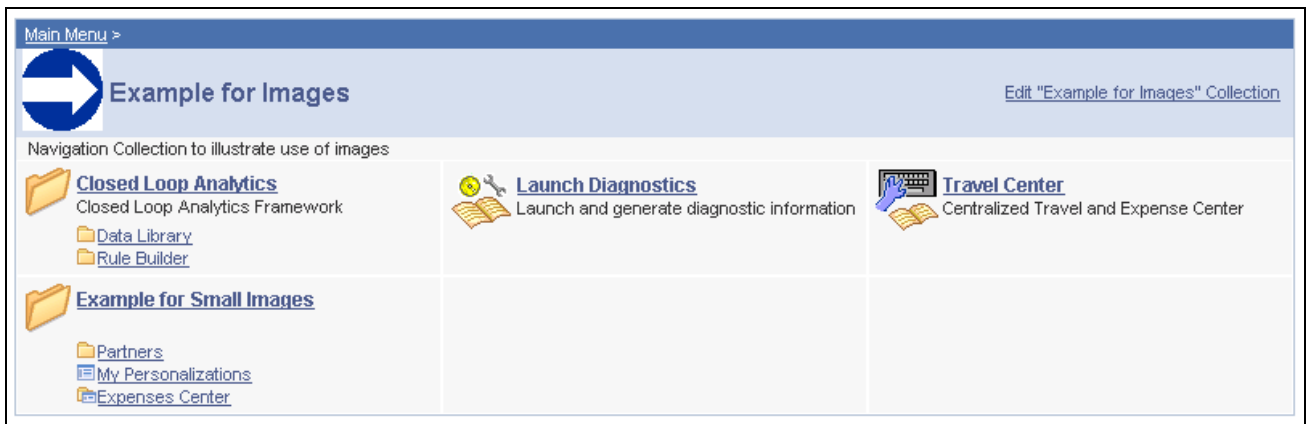 Main Menu >
Example for Images
Edit "Example for Images" Collection
Navigation Collection to illustrate use of images
Closed Loop Analytics
Closed Loop Analytics Framework
Data Library
Rule Builder
Launch Diagnostics
Launch and generate diagnostic information
Travel Center
Centralized Travel and Expense Center
Example for Small Images
Partners
My Personalizations
Expenses Center